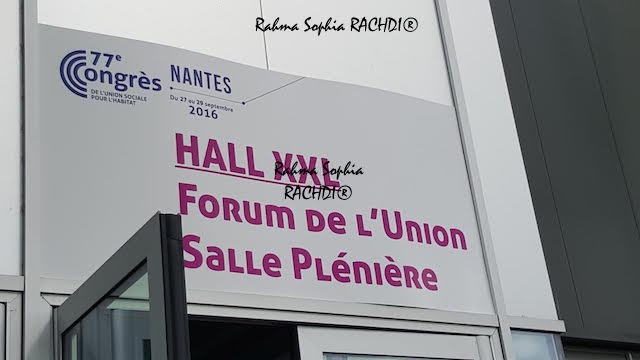 Rahma Sophia RACHDI®
77e
Congrès
DE L'UNION SOCIALE
POUR L'HABITAT
NANTES
Du 27 au 29 septembre
2016
HALL XXL
Rahma Sophia
RACHDI®
FORUM DE L'UNION
SALLE PLÉNIÈRE